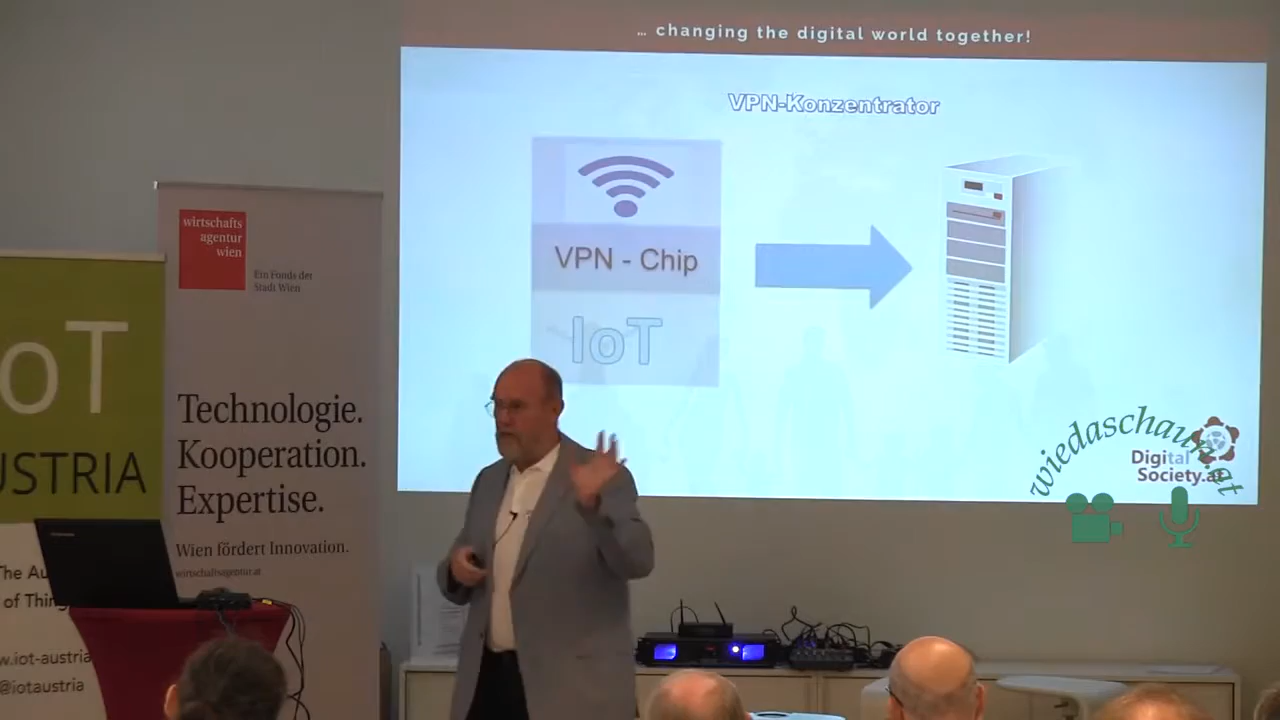 … changing the digital world together!
VPN-Konzentrator
VPN - Chip
IoT
wiedaschaun.at
Digital
Society.at
wirtschafts
agentur
wien
Ein Fonds der
Stadt Wien
Technologie.
Kooperation.
Expertise.
Wien fördert Innovation.
wirtschaftsagentur.at
oT
USTRIA
The Au
of Thing
w.iot-austria
@iotaustria